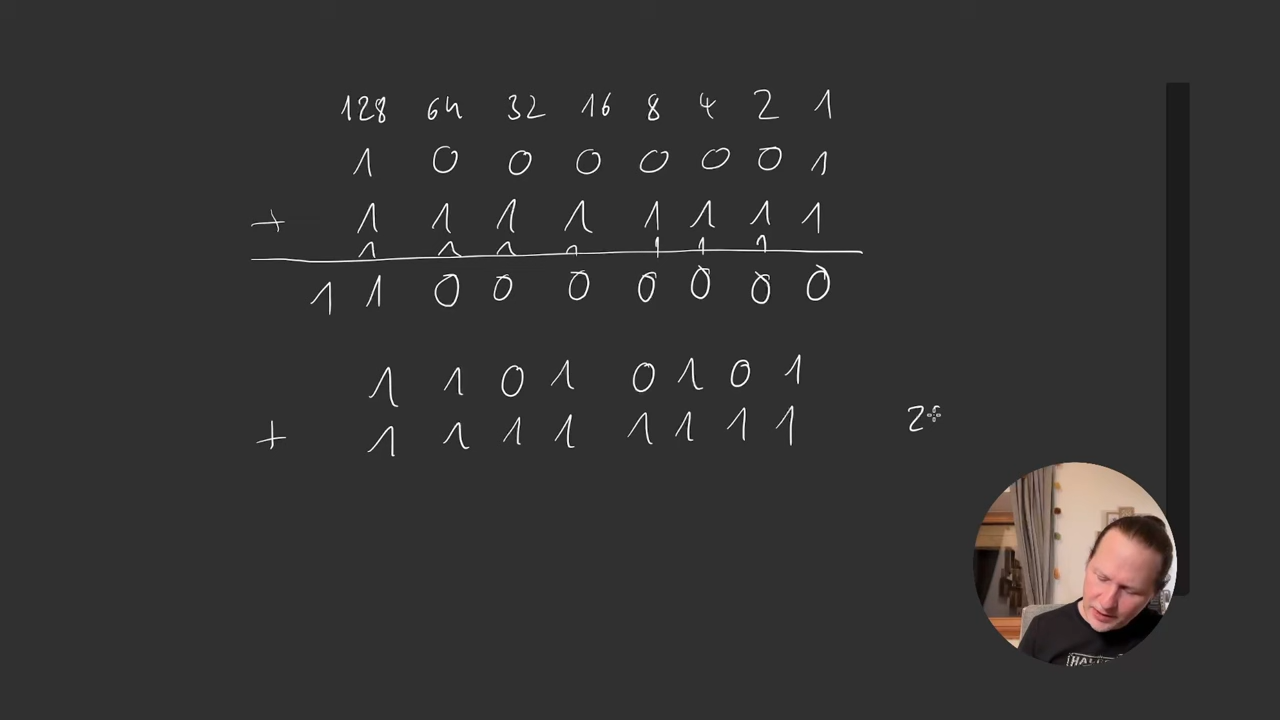 128 64 32 16 8 4 2 1
1 0 0 0 0 0 0 1
+ 1 1 1 1 1 1 1 1
1 1 1 1 1 1 1
1 1 0 0 0 0 0 0 0
1 1 0 1 0 1 0 1
+ 1 1 1 1 1 1 1 1
2